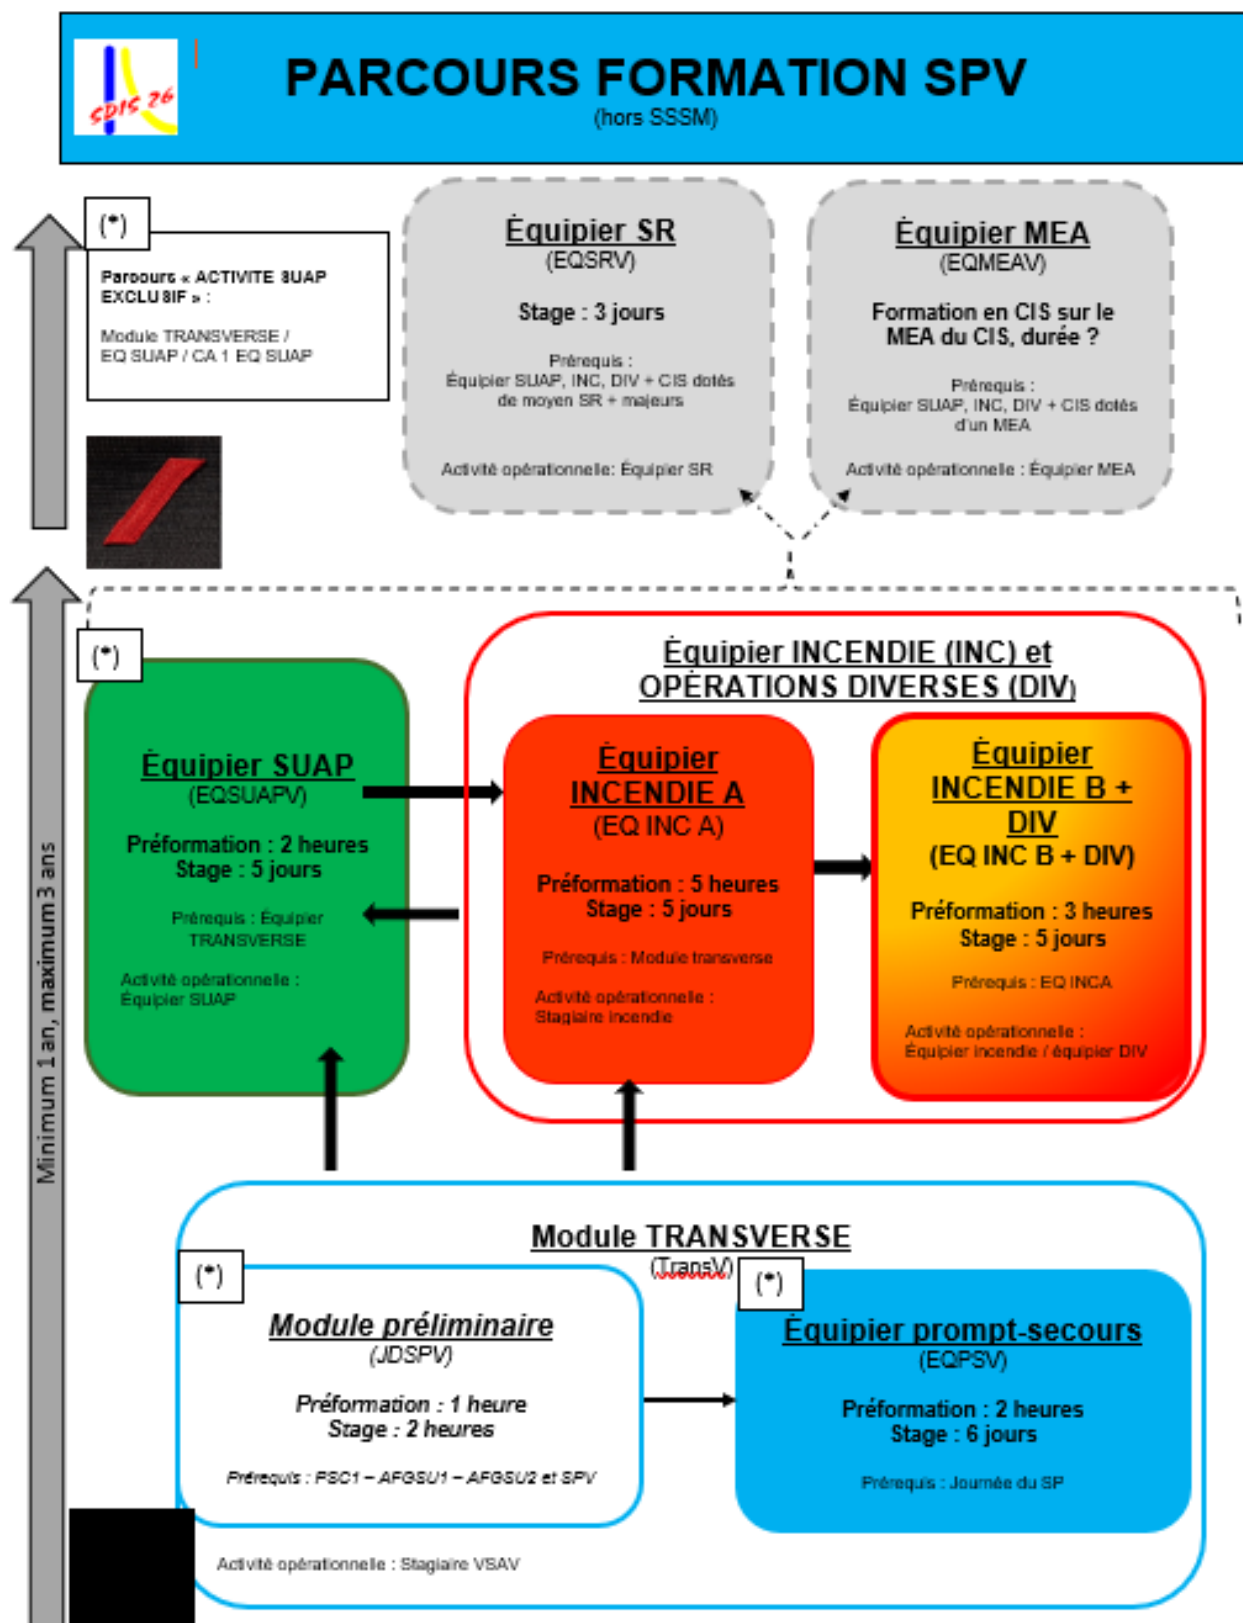 SDIS 26
PARCOURS FORMATION SPV
(hors SSSM)
(*)
Parcours « ACTIVITE SUAP
EXCLUSIF » :
Module TRANSVERSE /
EQ SUAP / CA 1 EQ SUAP
Équipier SR
(EQSRV)
Stage : 3 jours
Prérequis :
Équipier SUAP, INC, DIV + CIS dotés
de moyen SR + majeurs
Activité opérationnelle: Équipier SR
Équipier MEA
(EQMEAV)
Formation en CIS sur le
MEA du CIS, durée ?
Prérequis :
Équipier SUAP, INC, DIV + CIS dotés
d'un MEA
Activité opérationnelle : Équipier MEA
Minimum 1 an, maximum 3 ans
(*)
Équipier SUAP
(EQSUAPV)
Préformation : 2 heures
Stage : 5 jours
Prérequis : Équipier
TRANSVERSE
Activité opérationnelle :
Équipier SUAP
Équipier INCENDIE (INC) et
OPÉRATIONS DIVERSES (DIV)
Équipier
INCENDIE A
(EQ INC A)
Préformation : 5 heures
Stage : 5 jours
Prérequis : Module transverse
Activité opérationnelle :
Stagiaire incendie
Équipier
INCENDIE B +
DIV
(EQ INC B + DIV)
Préformation : 3 heures
Stage : 5 jours
Prérequis : EQ INCA
Activité opérationnelle :
Équipier incendie / équipier DIV
Module TRANSVERSE
(TransV)
(*)
Module préliminaire
(JDSPV)
Préformation : 1 heure
Stage : 2 heures
Prérequis : PSC1 – AFGSU1 – AFGSU2 et SPV
(*)
Équipier prompt-secours
(EQPSV)
Préformation : 2 heures
Stage : 6 jours
Prérequis : Journée du SP
Activité opérationnelle : Stagiaire VSAV